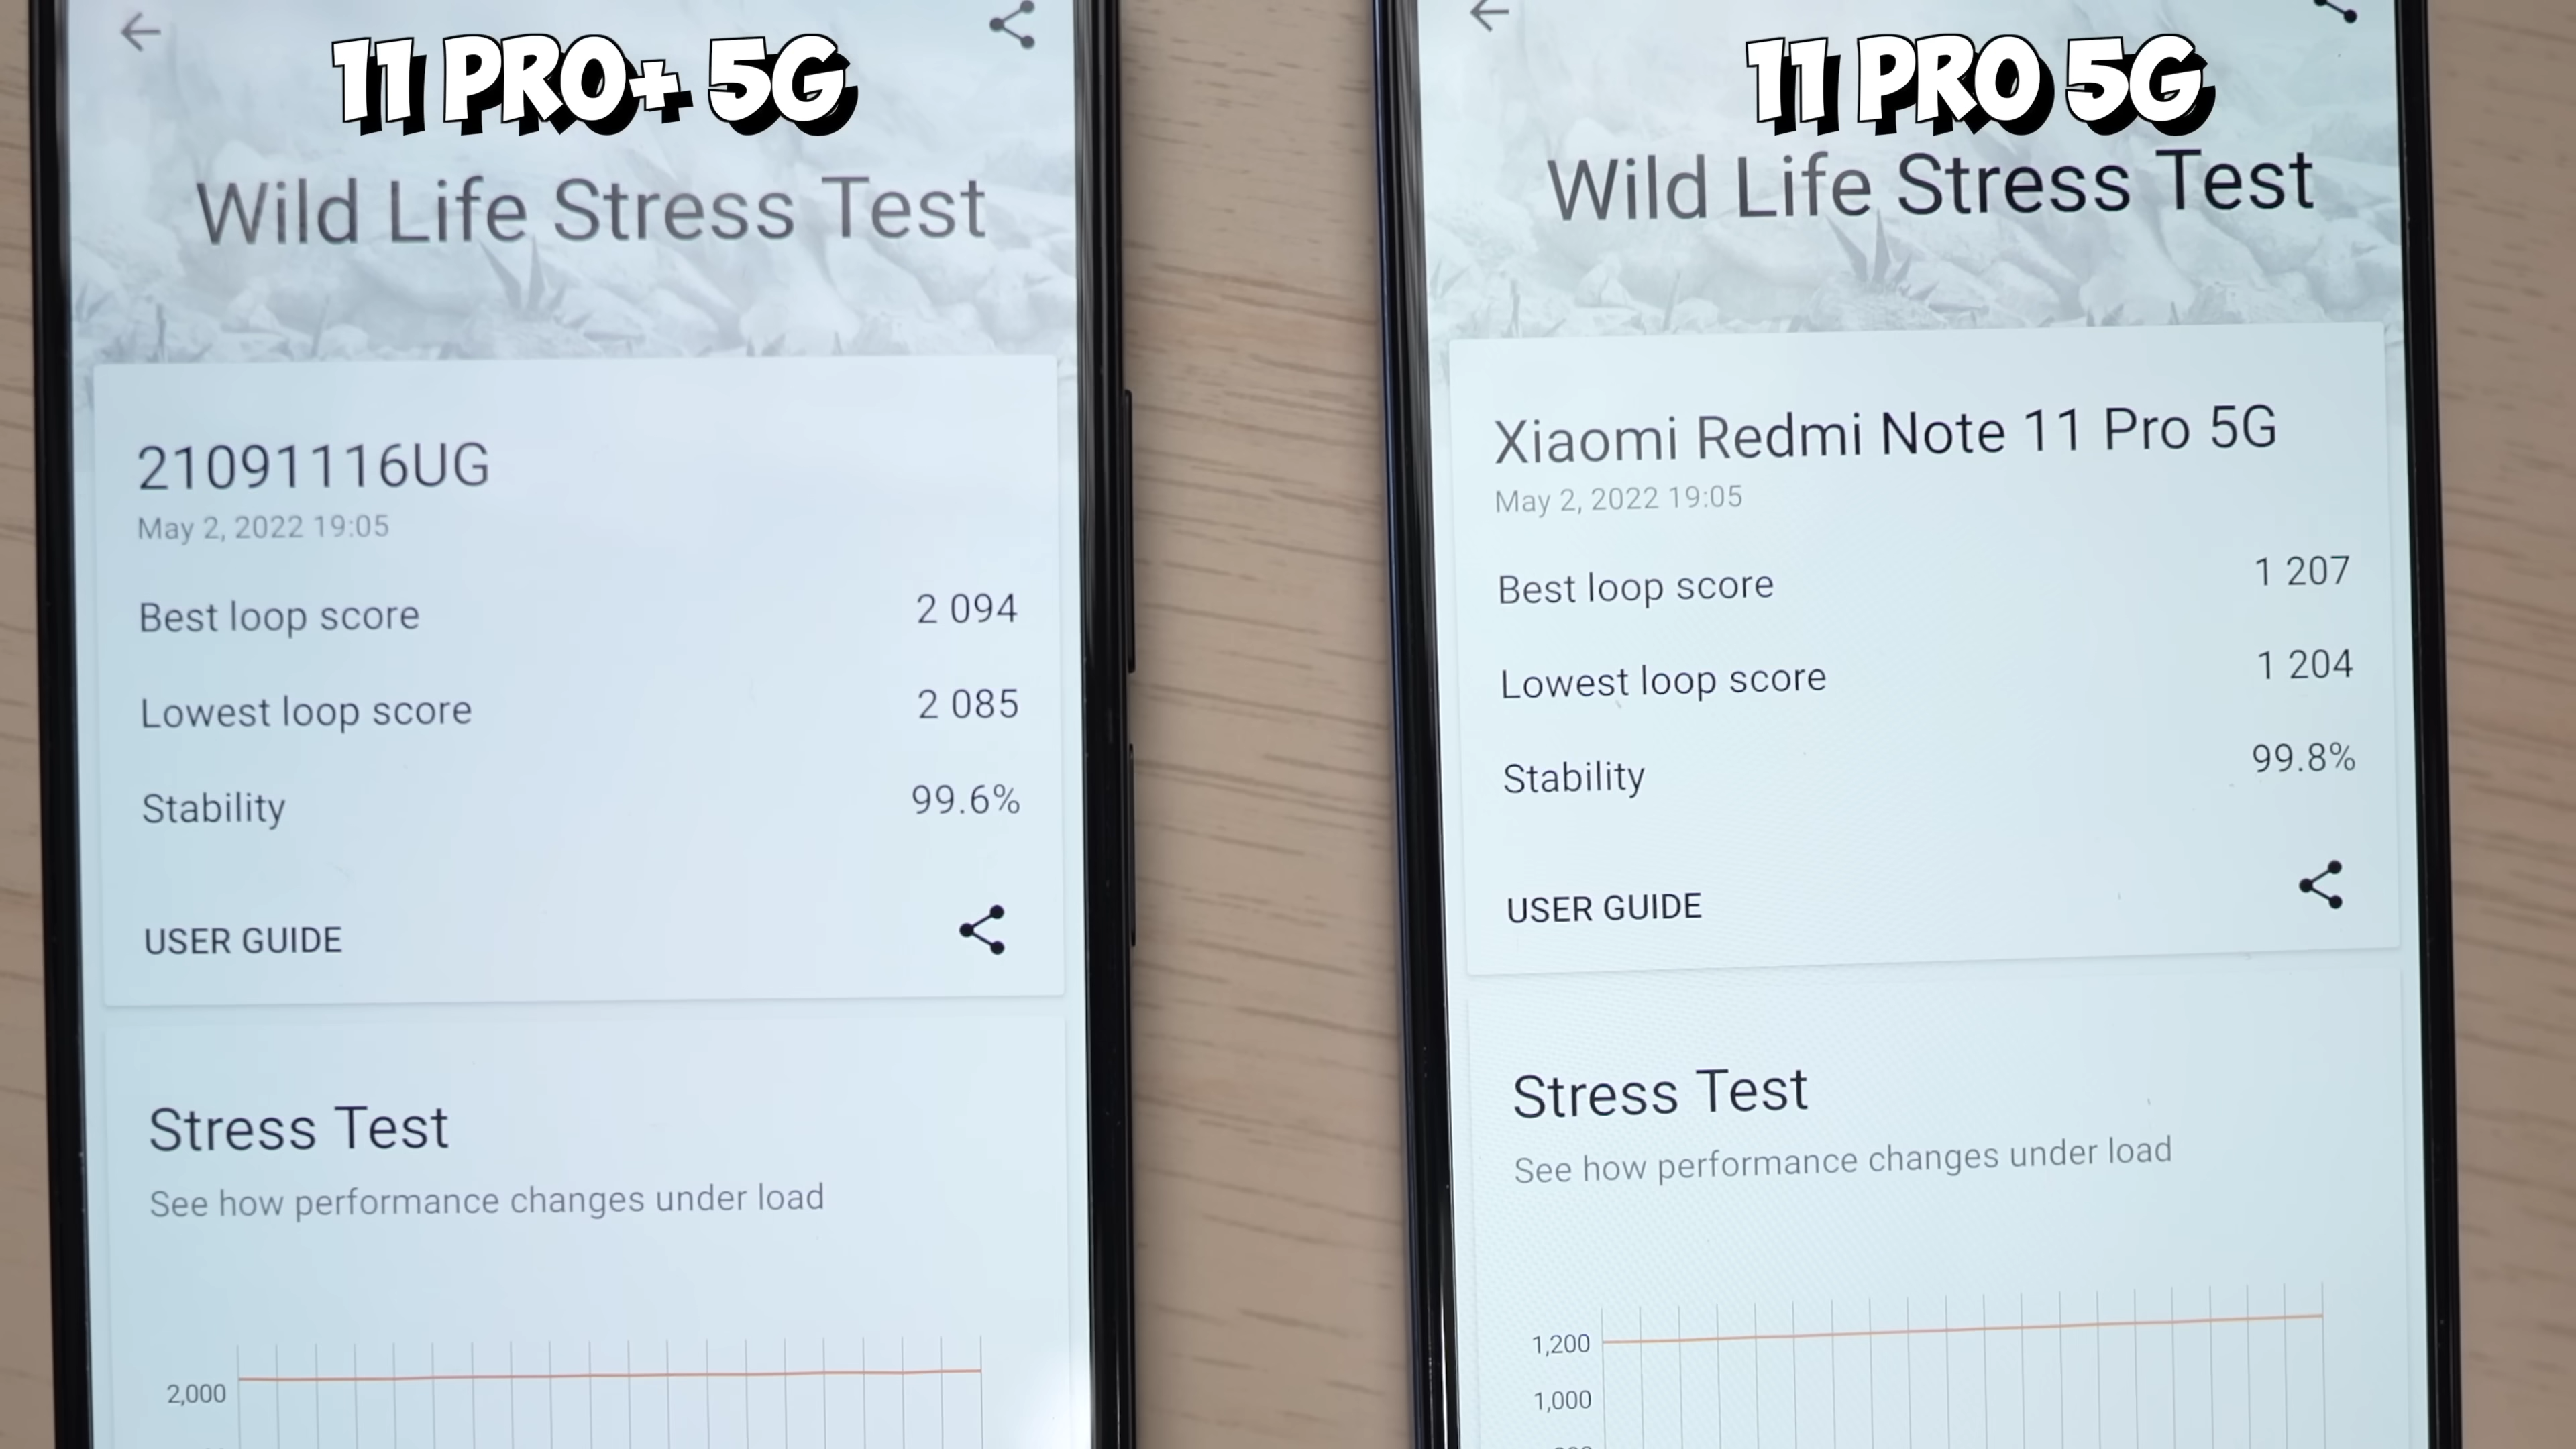 11 PRO+ 5G
Wild Life Stress Test
21091116UG
May 2, 2022 19:05
Best loop score 2 094
Lowest loop score 2 085
Stability 99.6%
USER GUIDE
Stress Test
See how performance changes under load
2,000
11 PRO 5G
Wild Life Stress Test
Xiaomi Redmi Note 11 Pro 5G
May 2, 2022 19:05
Best loop score 1 207
Lowest loop score 1 204
Stability 99.8%
USER GUIDE
Stress Test
See how performance changes under load
1,200
1,000